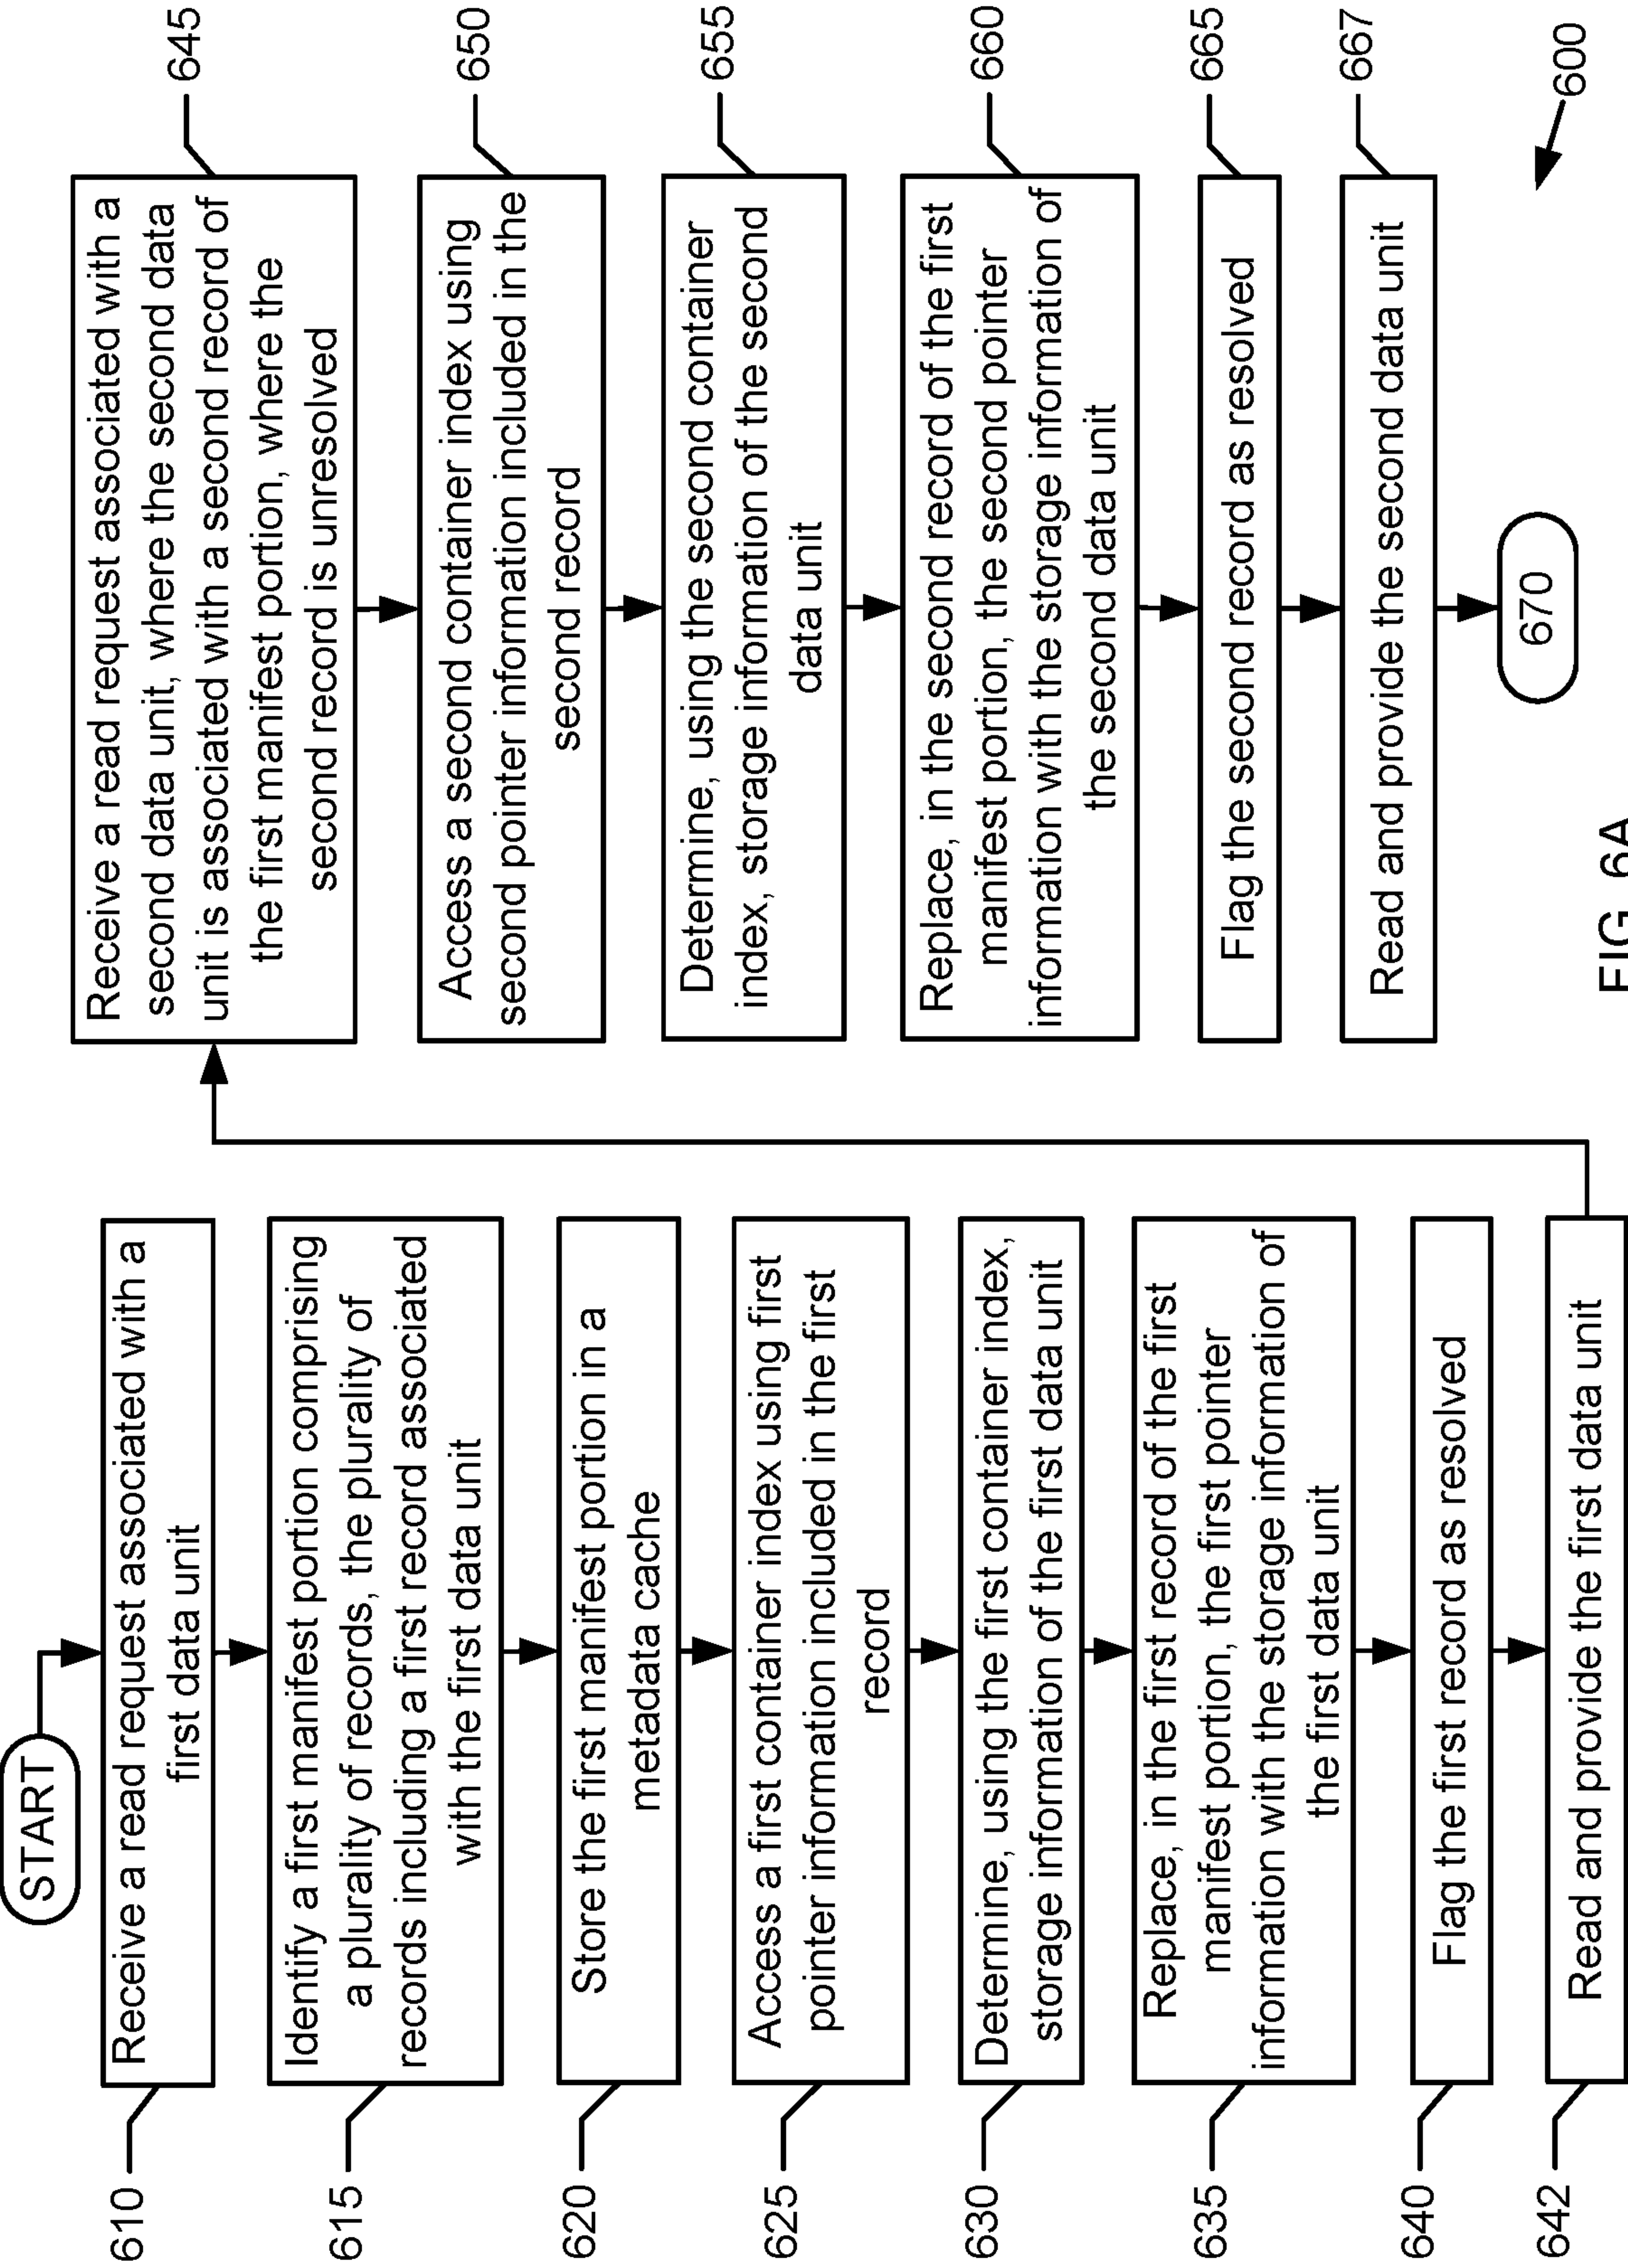 START
610
Receive a read request associated with a
first data unit
615
Identify a first manifest portion comprising
a plurality of records, the plurality of
records including a first record associated
with the first data unit
620
Store the first manifest portion in a
metadata cache
625
Access a first container index using first
pointer information included in the first
record
630
Determine, using the first container index,
storage information of the first data unit
635
Replace, in the first record of the first
manifest portion, the first pointer
information with the storage information of
the first data unit
640
Flag the first record as resolved
642
Read and provide the first data unit
645
Receive a read request associated with a
second data unit, where the second data
unit is associated with a second record of
the first manifest portion, where the
second record is unresolved
650
Access a second container index using
second pointer information included in the
second record
655
Determine, using the second container
index, storage information of the second
data unit
660
Replace, in the second record of the first
manifest portion, the second pointer
information with the storage information of
the second data unit
665
Flag the second record as resolved
667
Read and provide the second data unit
670
600
FIG. 6A